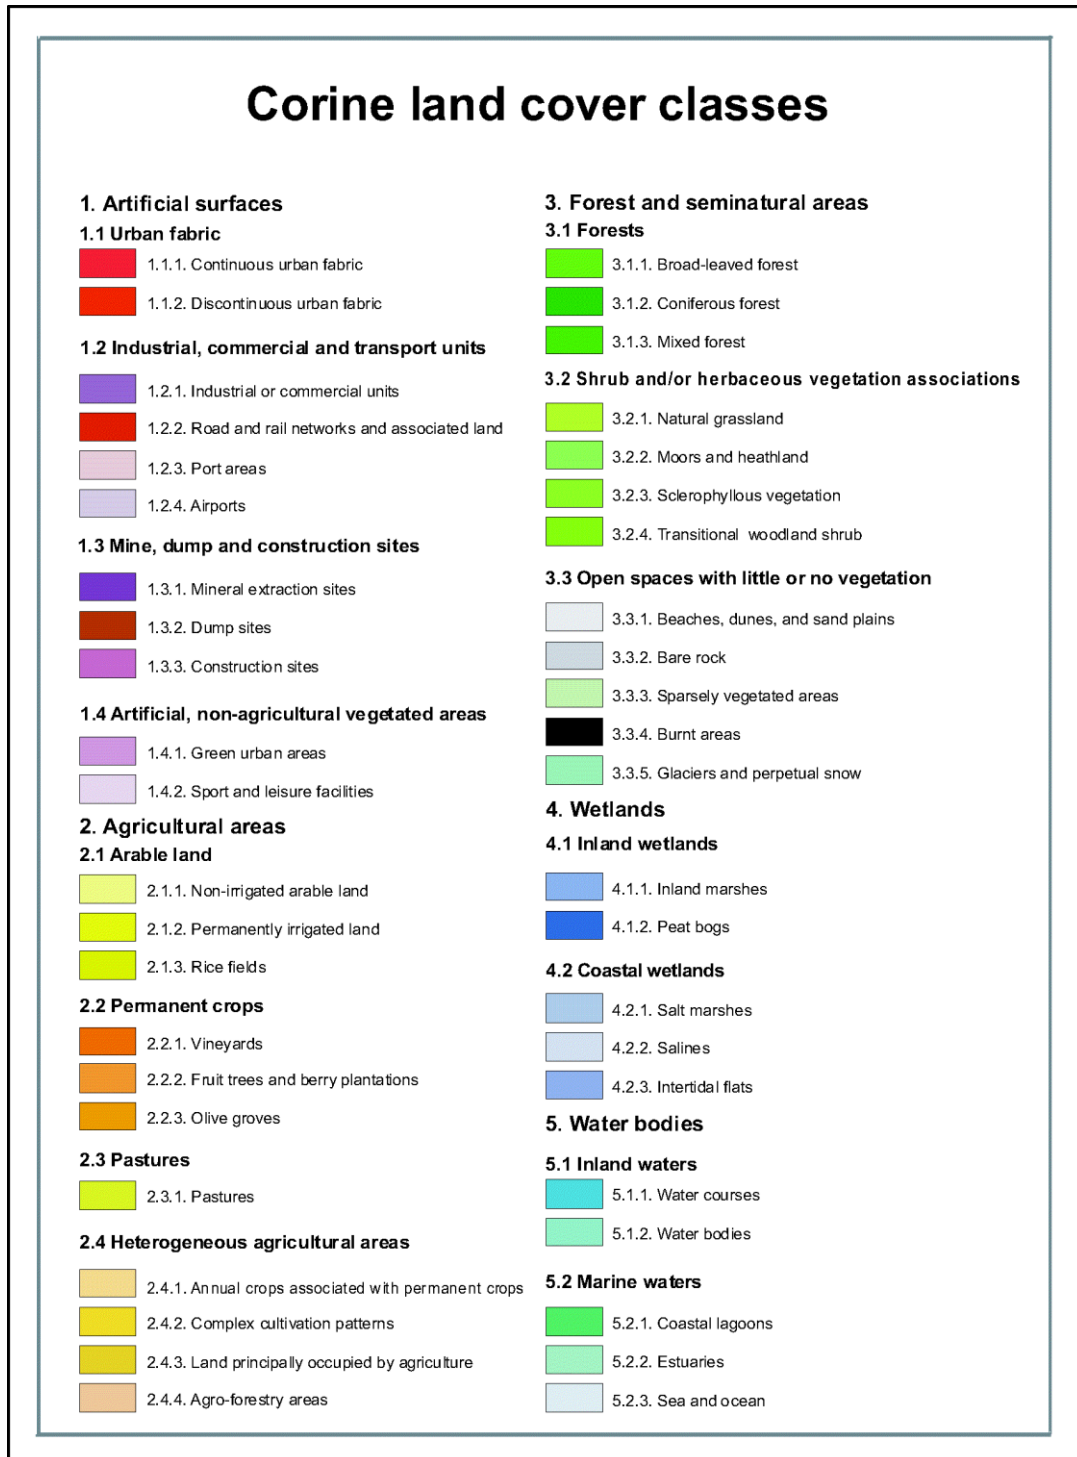 Corine land cover classes
1. Artificial surfaces
1.1 Urban fabric
1.1.1. Continuous urban fabric
1.1.2. Discontinuous urban fabric
1.2 Industrial, commercial and transport units
1.2.1. Industrial or commercial units
1.2.2. Road and rail networks and associated land
1.2.3. Port areas
1.2.4. Airports
1.3 Mine, dump and construction sites
1.3.1. Mineral extraction sites
1.3.2. Dump sites
1.3.3. Construction sites
1.4 Artificial, non-agricultural vegetated areas
1.4.1. Green urban areas
1.4.2. Sport and leisure facilities
2. Agricultural areas
2.1 Arable land
2.1.1. Non-irrigated arable land
2.1.2. Permanently irrigated land
2.1.3. Rice fields
2.2 Permanent crops
2.2.1. Vineyards
2.2.2. Fruit trees and berry plantations
2.2.3. Olive groves
2.3 Pastures
2.3.1. Pastures
2.4 Heterogeneous agricultural areas
2.4.1. Annual crops associated with permanent crops
2.4.2. Complex cultivation patterns
2.4.3. Land principally occupied by agriculture
2.4.4. Agro-forestry areas
3. Forest and seminatural areas
3.1 Forests
3.1.1. Broad-leaved forest
3.1.2. Coniferous forest
3.1.3. Mixed forest
3.2 Shrub and/or herbaceous vegetation associations
3.2.1. Natural grassland
3.2.2. Moors and heathland
3.2.3. Sclerophyllous vegetation
3.2.4. Transitional woodland shrub
3.3 Open spaces with little or no vegetation
3.3.1. Beaches, dunes, and sand plains
3.3.2. Bare rock
3.3.3. Sparsely vegetated areas
3.3.4. Burnt areas
3.3.5. Glaciers and perpetual snow
4. Wetlands
4.1 Inland wetlands
4.1.1. Inland marshes
4.1.2. Peat bogs
4.2 Coastal wetlands
4.2.1. Salt marshes
4.2.2. Salines
4.2.3. Intertidal flats
5. Water bodies
5.1 Inland waters
5.1.1. Water courses
5.1.2. Water bodies
5.2 Marine waters
5.2.1. Coastal lagoons
5.2.2. Estuaries
5.2.3. Sea and ocean